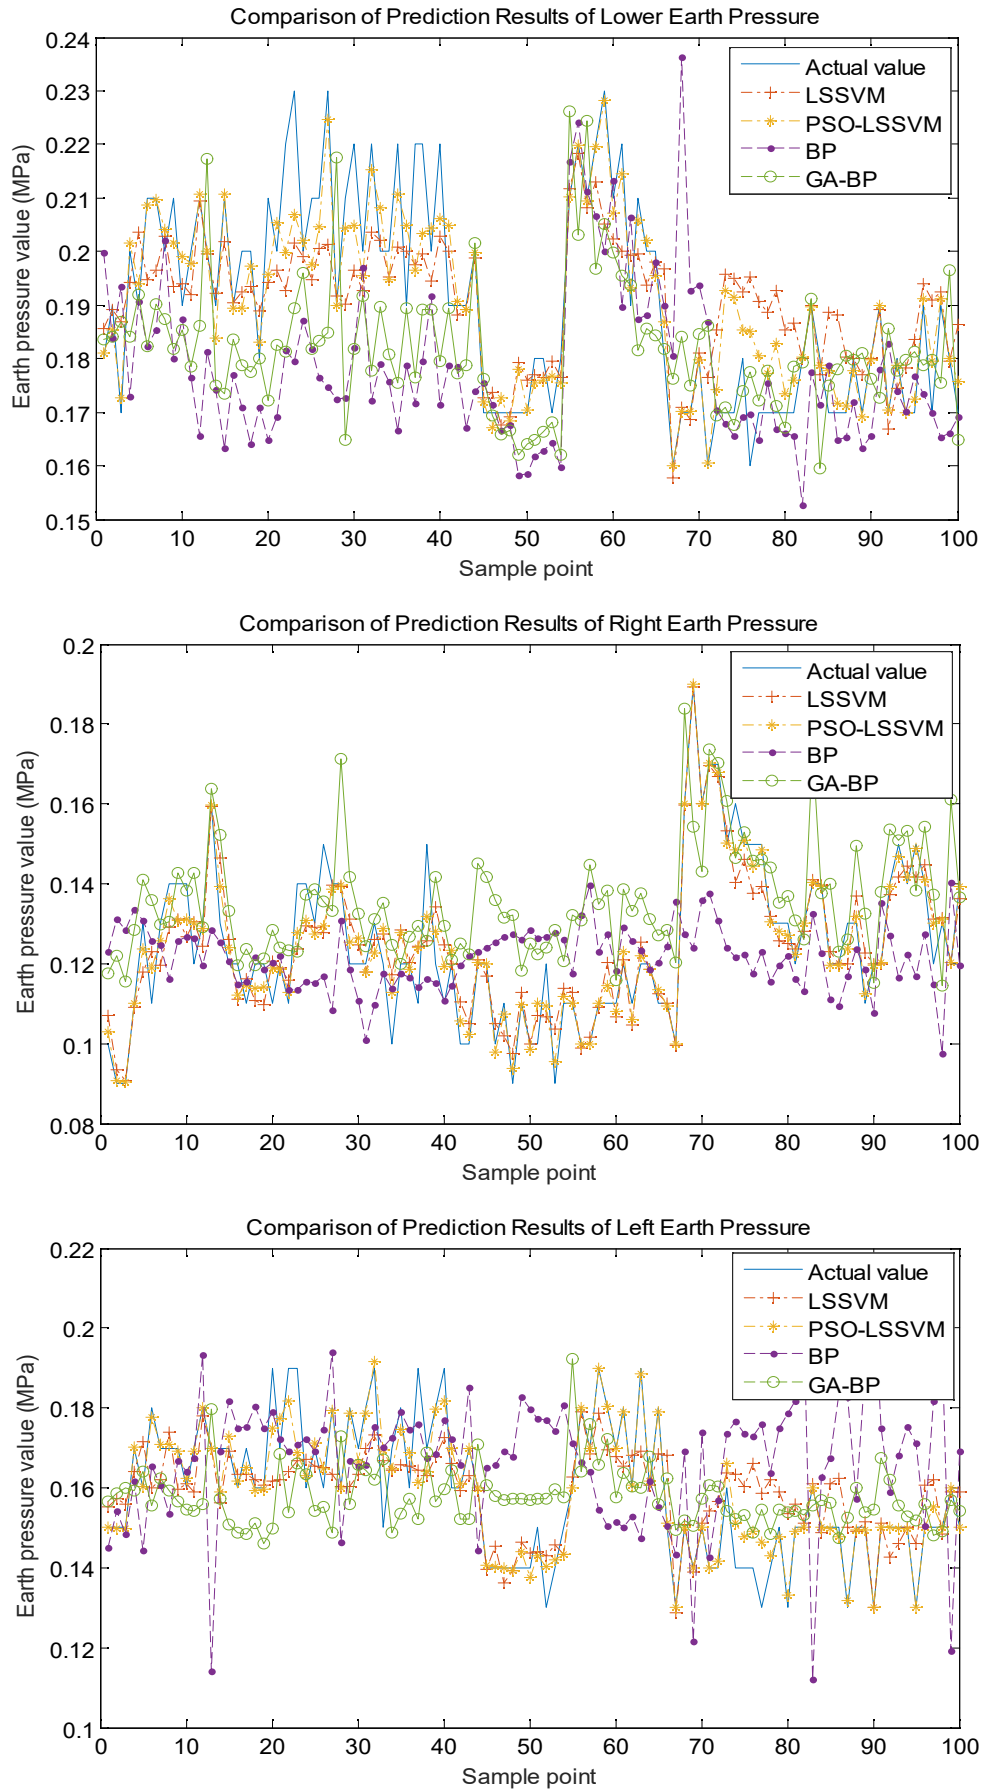 Comparison of Prediction Results of Lower Earth Pressure
0.24
0.23
0.22
0.21
0.2
0.19
0.18
0.17
0.16
0.15
Earth pressure value (MPa)
Actual value
LSSVM
PSO-LSSVM
BP
GA-BP
0 10 20 30 40 50 60 70 80 90 100
Sample point
Comparison of Prediction Results of Right Earth Pressure
0.2
0.18
0.16
0.14
0.12
0.1
0.08
Earth pressure value (MPa)
Actual value
LSSVM
PSO-LSSVM
BP
GA-BP
0 10 20 30 40 50 60 70 80 90 100
Sample point
Comparison of Prediction Results of Left Earth Pressure
0.22
0.2
0.18
0.16
0.14
0.12
0.1
Earth pressure value (MPa)
Actual value
LSSVM
PSO-LSSVM
BP
GA-BP
0 10 20 30 40 50 60 70 80 90 100
Sample point